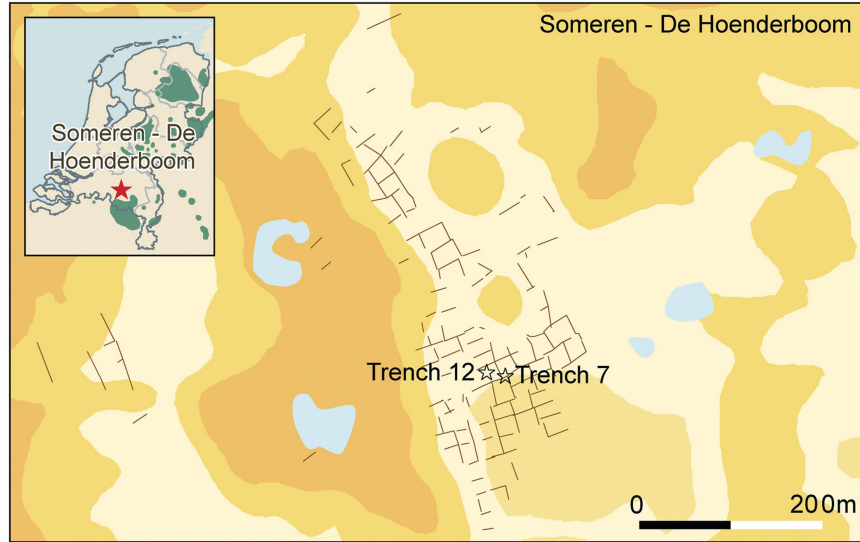 Someren - De Hoenderboom
Someren - De
Hoenderboom
Trench 12
Trench 7
0
200m